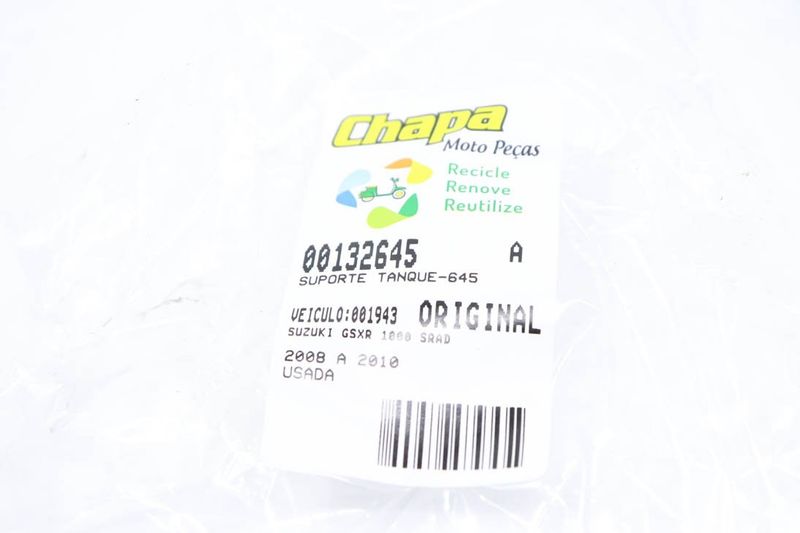 Chapa
Moto Peças
Recicle
Renove
Reutilize
00132645 A
SUPORTE TANQUE-645
VEICULO:001943 ORIGINAL
SUZUKI GSXR 1000 SRAD
2008 A 2010
USADA